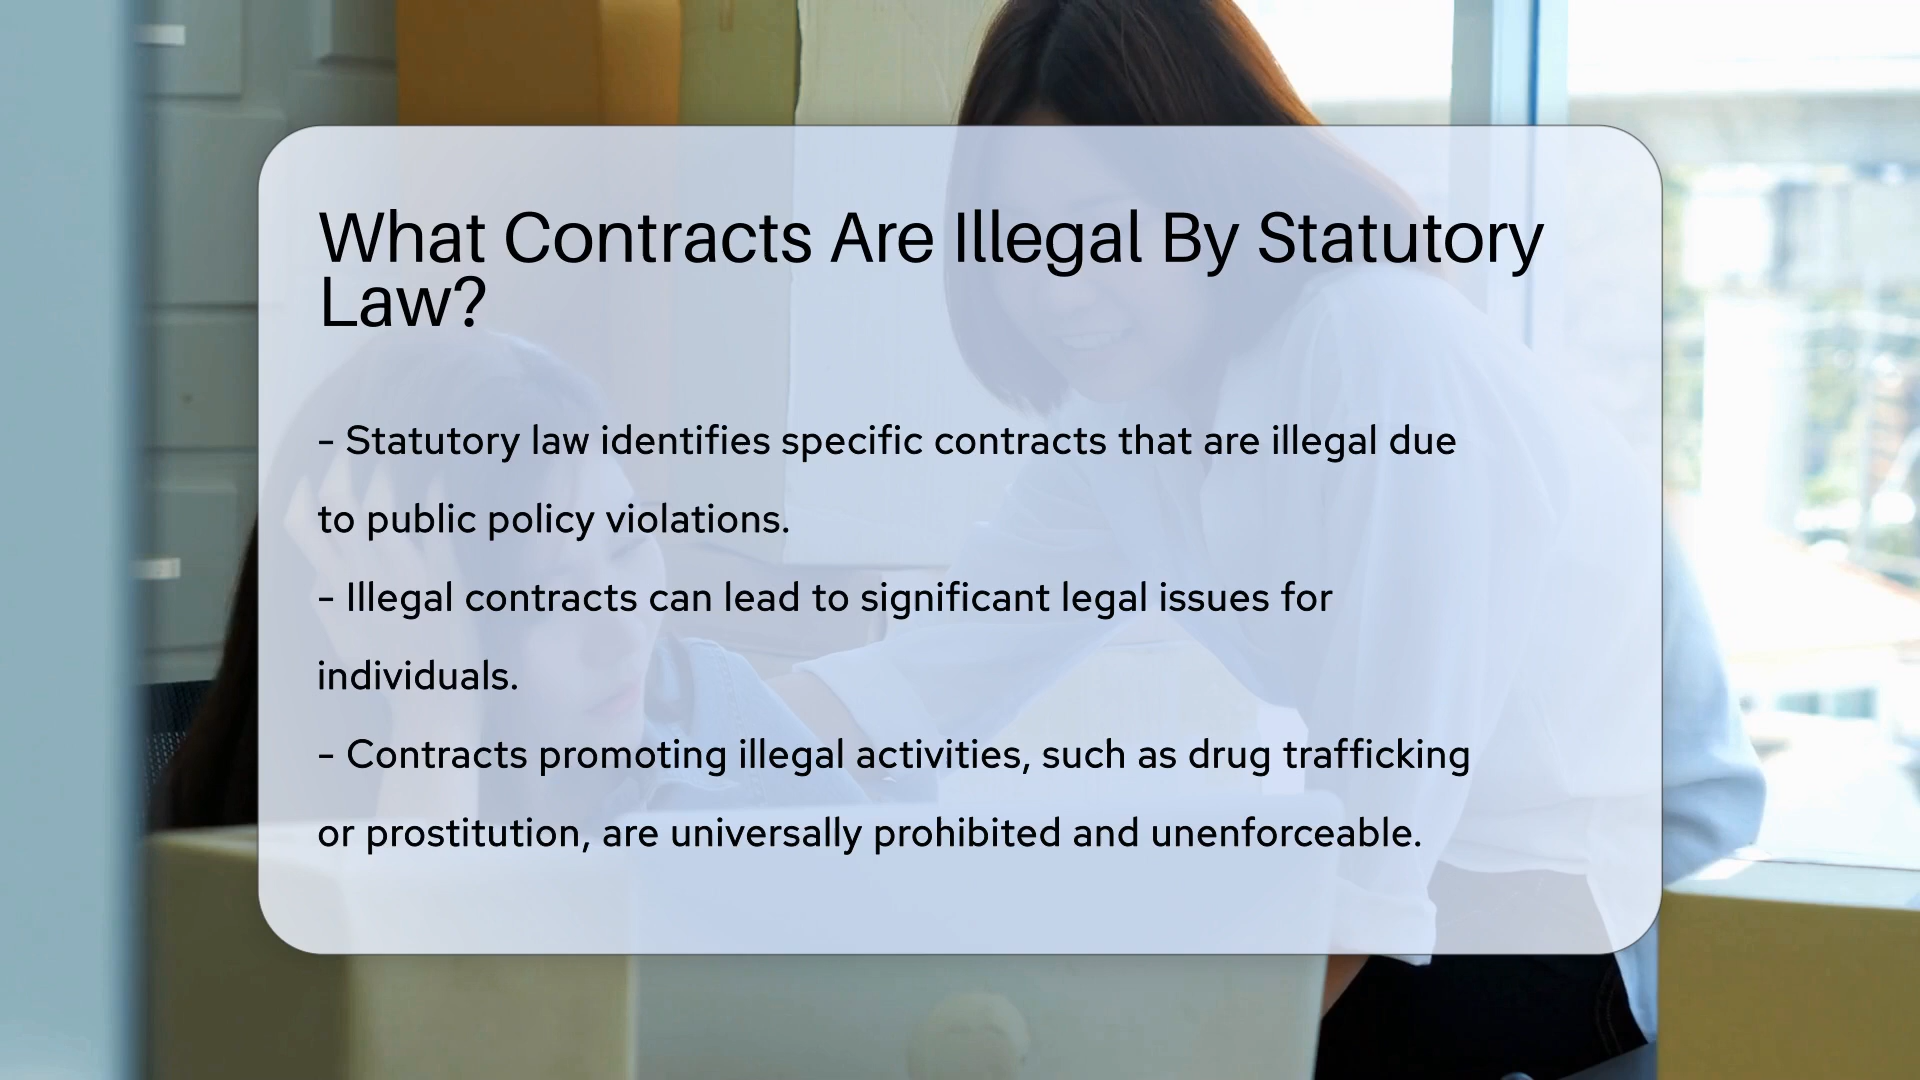 What Contracts Are Illegal By Statutory
Law?
- Statutory law identifies specific contracts that are illegal due
to public policy violations.
- Illegal contracts can lead to significant legal issues for
individuals.
- Contracts promoting illegal activities, such as drug trafficking
or prostitution, are universally prohibited and unenforceable.